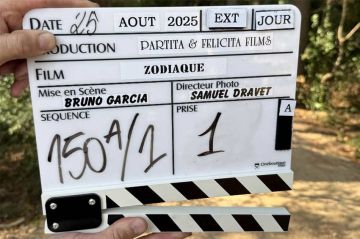 DATE '25 AOUT 2025 EXT JOUR
PRODUCTION PARTITA & FELICITA FILMS
FILM ZODIAQUE
Mise en Scène Directeur Photo
BRUNO GARCIA SAMUEL DRAVET
SEQUENCE PRISE A
150A/1 1